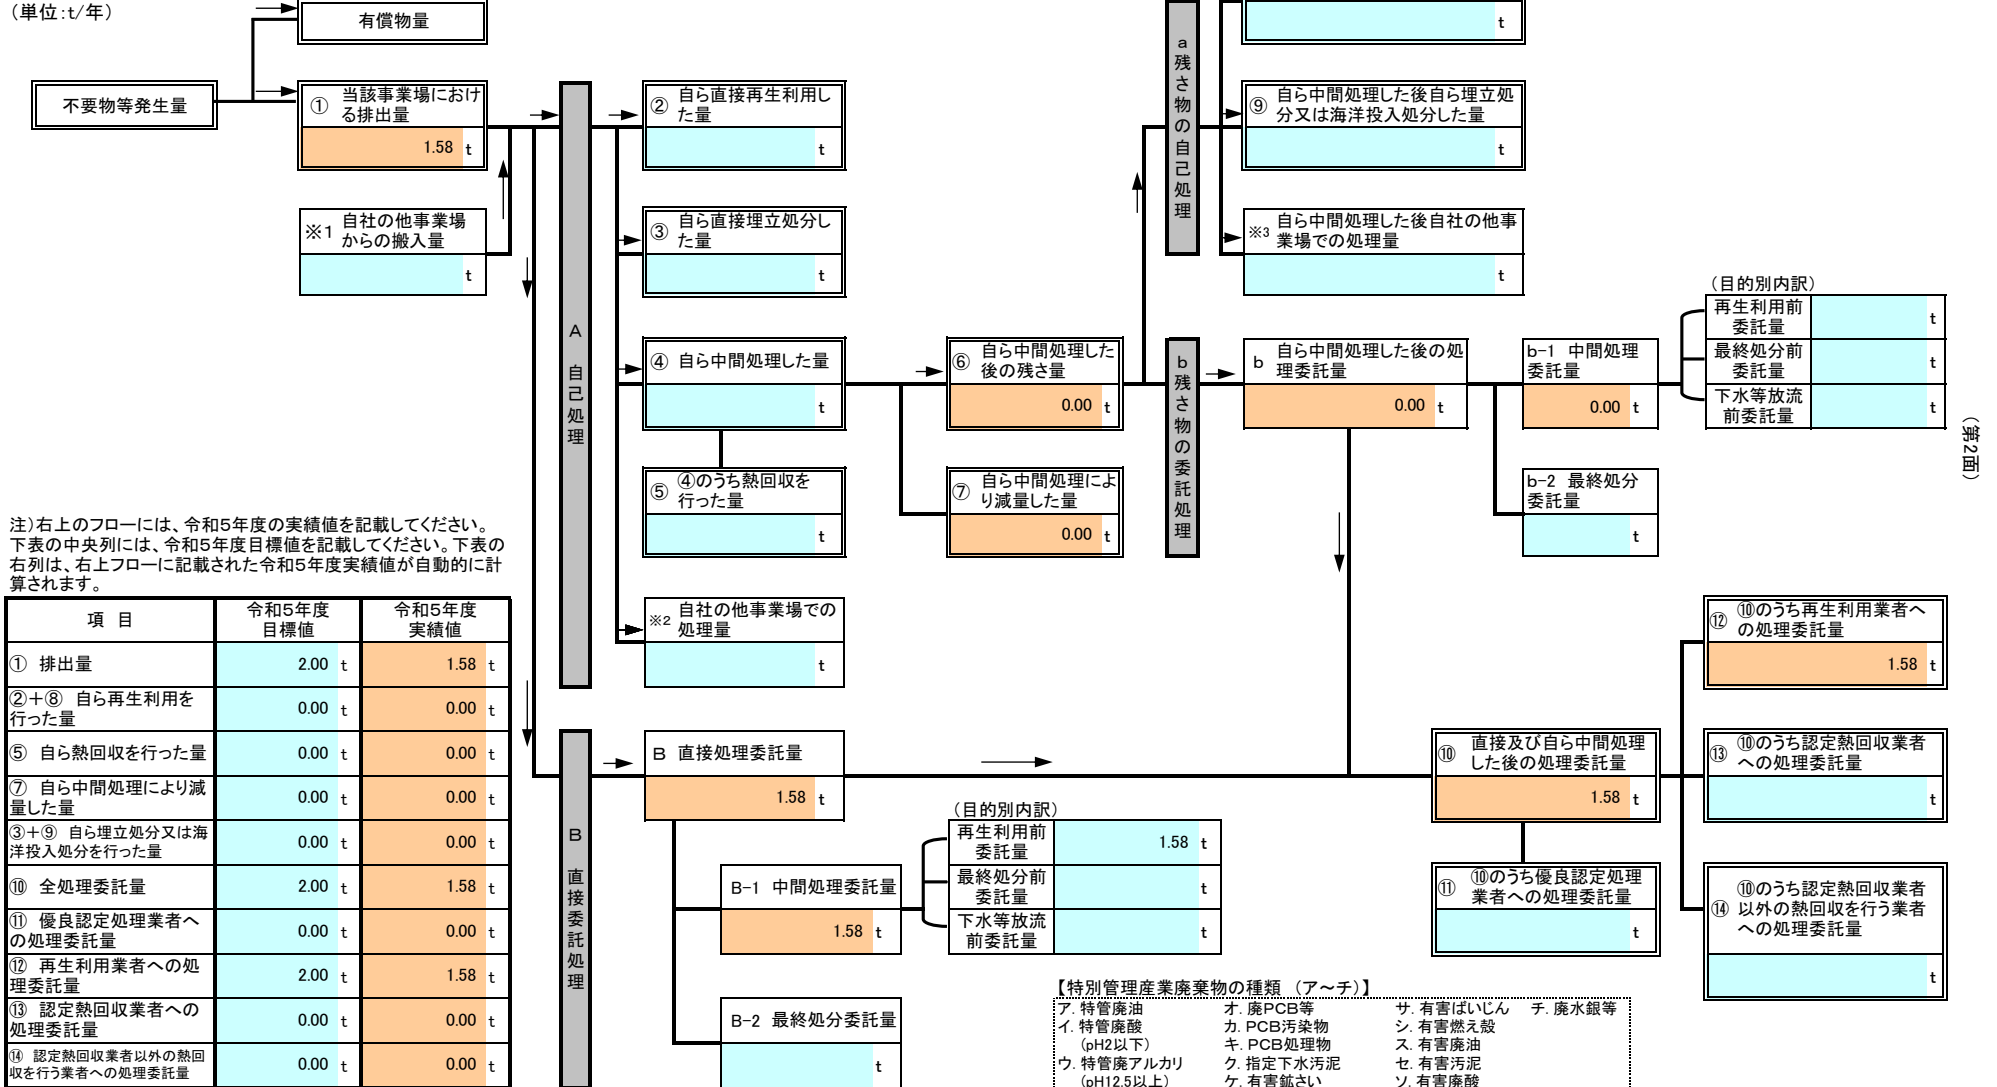 (単位:t/年)
有償物量
不要物等発生量
① 当該事業場におけ
る排出量
1.58 t
※1 自社の他事業場
からの搬入量
t
A 自己処理
② 自ら直接再生利用し
た量
t
③ 自ら直接埋立処分し
た量
t
④ 自ら中間処理した量
t
⑤ ④のうち熱回収を
行った量
t
※2 自社の他事業場での
処理量
t
⑥ 自ら中間処理した
後の残さ量
0.00 t
⑦ 自ら中間処理によ
り減量した量
0.00 t
a残さ物の自己処理
t
⑨ 自ら中間処理した後自ら埋立処
分又は海洋投入処分した量
t
※3 自ら中間処理した後自社の他事
業場での処理量
t
b残さ物の委託処理
b 自ら中間処理した後の処
理委託量
0.00 t
b-1 中間処理
委託量
0.00 t
b-2 最終処分
委託量
t
(目的別内訳)
再生利用前
委託量
t
最終処分前
委託量
t
下水等放流
前委託量
t
(第2面)
注)右上のフローには、令和5年度の実績値を記載してください。
下表の中央列には、令和5年度目標値を記載してください。下表の
右列は、右上フローに記載された令和5年度実績値が自動的に計
算されます。
項 目 令和5年度 令和5年度
目標値 実績値
① 排出量 2.00 t 1.58 t
②+⑧ 自ら再生利用を
行った量 0.00 t 0.00 t
⑤ 自ら熱回収を行った量 0.00 t 0.00 t
⑦ 自ら中間処理により減
量した量 0.00 t 0.00 t
③+⑨ 自ら埋立処分又は海
洋投入処分を行った量 0.00 t 0.00 t
⑩ 全処理委託量 2.00 t 1.58 t
⑪ 優良認定処理業者へ
の処理委託量 0.00 t 0.00 t
⑫ 再生利用業者への処
理委託量 2.00 t 1.58 t
⑬ 認定熱回収業者への
処理委託量 0.00 t 0.00 t
⑭ 認定熱回収業者以外の熱回
収を行う業者への処理委託量 0.00 t 0.00 t
B 直接委託処理
B 直接処理委託量
1.58 t
B-1 中間処理委託量
1.58 t
B-2 最終処分委託量
t
(目的別内訳)
再生利用前
委託量
1.58 t
最終処分前
委託量
t
下水等放流
前委託量
t
⑩ 直接及び自ら中間処理
した後の処理委託量
1.58 t
⑪ ⑩のうち優良認定処理
業者への処理委託量
t
⑫ ⑩のうち再生利用業者へ
の処理委託量
1.58 t
⑬ ⑩のうち認定熱回収業者
への処理委託量
t
⑭ ⑩のうち認定熱回収業者
以外の熱回収を行う業者
への処理委託量
t
【特別管理産業廃棄物の種類 (ア~チ)】
ア. 特管廃油 オ. 廃PCB等 サ. 有害ばいじん チ. 廃水銀等
イ. 特管廃酸 カ. PCB汚染物 シ. 有害燃え殻
(pH2以下) キ. PCB処理物 ス. 有害廃油
ウ. 特管廃アルカリ ク. 指定下水汚泥 セ. 有害汚泥
(pH12.5以上) ケ. 有害鉱さい ソ. 有害廃酸